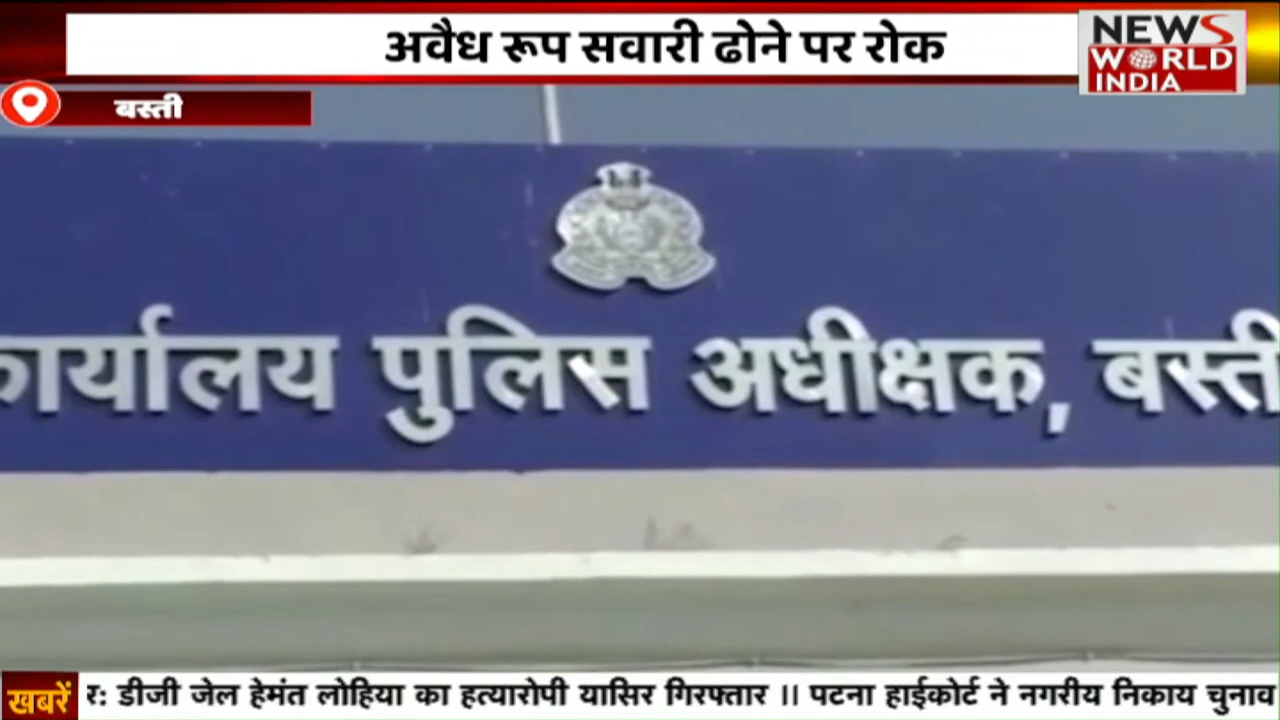 अवैध रूप सवारी ढोने पर रोक
NEWS
WORLD
INDIA
बस्ती
कार्यालय पुलिस अधीक्षक, बस्ती
खबरें र: डीजी जेल हेमंत लोहिया का हत्यारोपी यासिर गिरफ्तार || पटना हाईकोर्ट ने नगरीय निकाय चुनाव